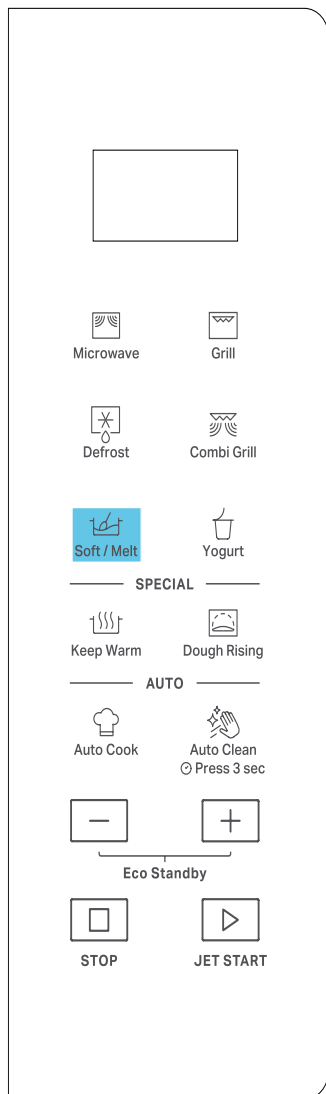 Microwave
Grill
Defrost
Combi Grill
Soft / Melt
Yogurt
SPECIAL
Keep Warm
Dough Rising
AUTO
Auto Cook
Auto Clean
Press 3 sec
Eco Standby
STOP
JET START